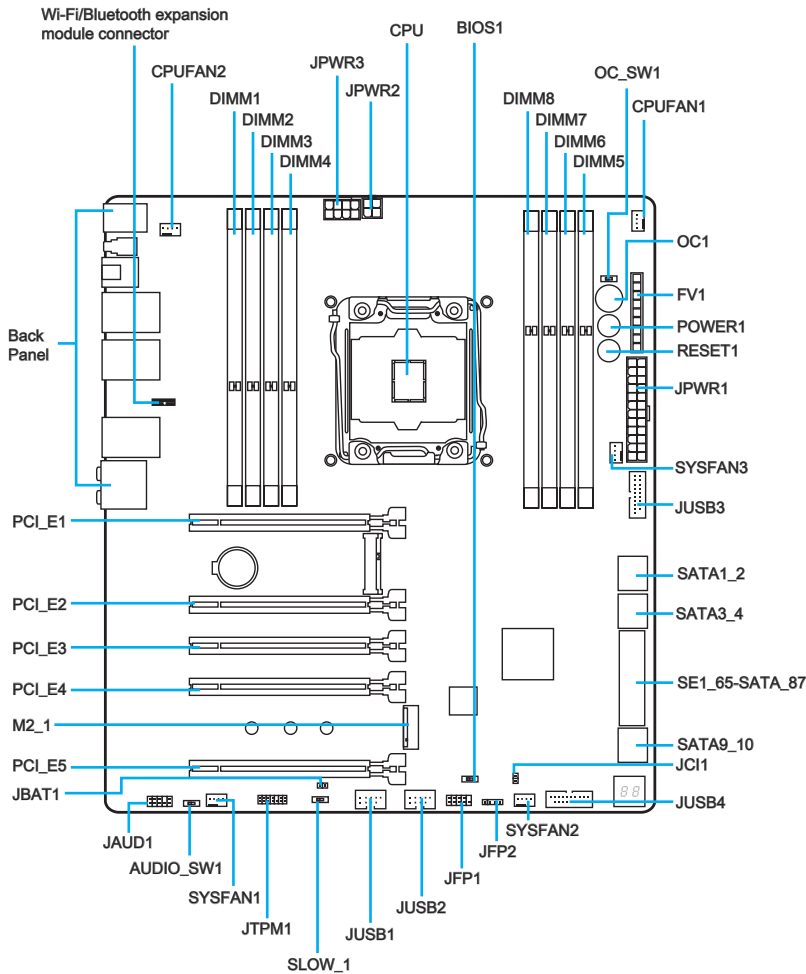 Wi-Fi/Bluetooth expansion
module connector
CPU
BIOS1
JPWR3
CPUFAN2
OC_SW1
JPWR2
DIMM1
DIMM8
CPUFAN1
DIMM2
DIMM7
DIMM3
DIMM6
DIMM4
DIMM5
OC1
FV1
POWER1
Back
Panel
RESET1
JPWR1
SYSFAN3
JUSB3
PCI_E1
SATA1_2
PCI_E2
SATA3_4
PCI_E3
PCI_E4
SE1_65-SATA_87
M2_1
SATA9_10
PCI_E5
JCI1
JBAT1
88
JUSB4
SYSFAN2
JAUD1
JFP2
AUDIO_SW1
JFP1
SYSFAN1
JUSB2
JTPM1
JUSB1
SLOW_1